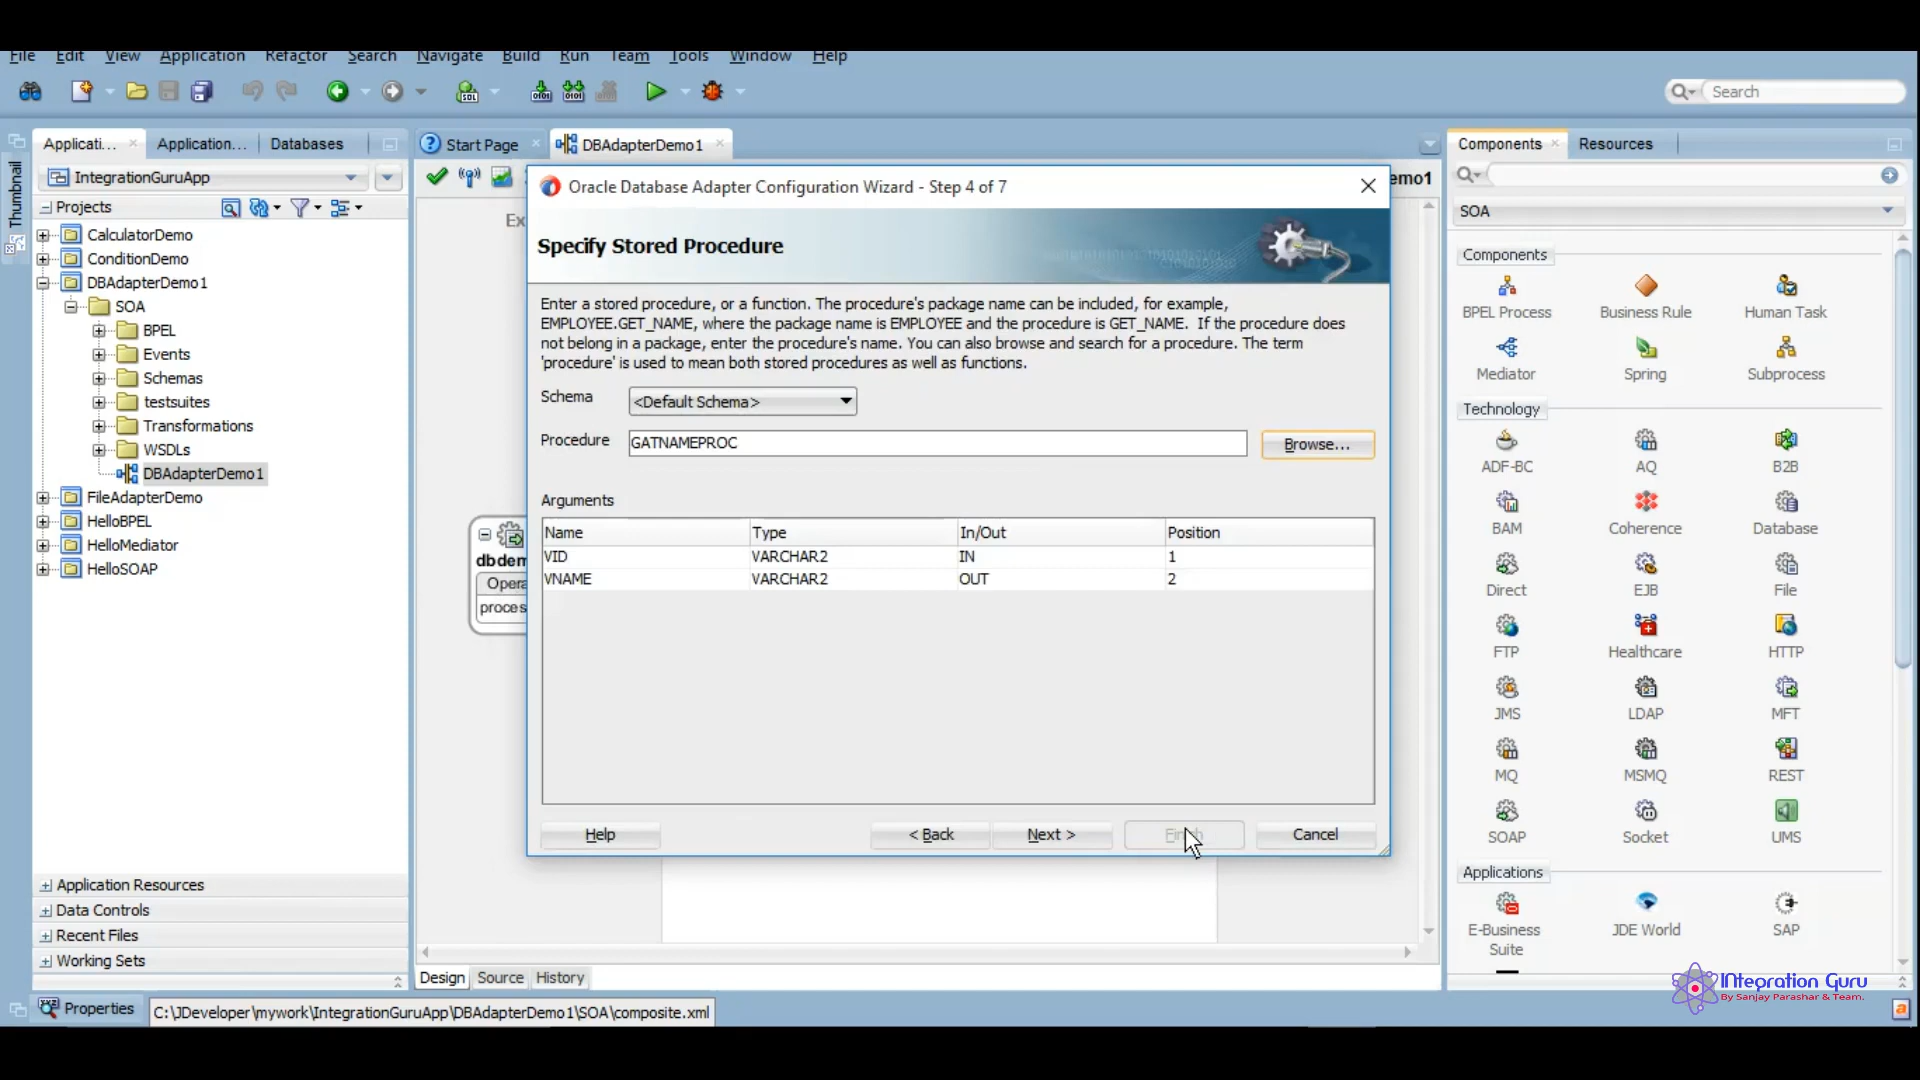 File Edit View Application Refactor Search Navigate Build Run Team Tools Window Help
Search
Thumbnail
Applicati... Application... Databases
IntegrationGuruApp
Projects
CalculatorDemo
ConditionDemo
DBAdapterDemo1
SOA
BPEL
Events
Schemas
testsuites
Transformations
WSDLs
DBAdapterDemo1
FileAdapterDemo
HelloBPEL
HelloMediator
HelloSOAP
Application Resources
Data Controls
Recent Files
Working Sets
Start Page DBAdapterDemo1
emo1
Ex
dbdem
Opera
proces
Oracle Database Adapter Configuration Wizard - Step 4 of 7
Specify Stored Procedure
Enter a stored procedure, or a function. The procedure's package name can be included, for example,
EMPLOYEE.GET_NAME, where the package name is EMPLOYEE and the procedure is GET_NAME. If the procedure does
not belong in a package, enter the procedure's name. You can also browse and search for a procedure. The term
'procedure' is used to mean both stored procedures as well as functions.
Schema <Default Schema>
Procedure GATNAMEPROC Browse...
Arguments
Name Type In/Out Position
VID VARCHAR2 IN 1
VNAME VARCHAR2 OUT 2
Help < Back Next > Cancel
Design Source History
Components Resources
SOA
Components
BPEL Process Business Rule Human Task
Mediator Spring Subprocess
Technology
ADF-BC AQ B2B
BAM Coherence Database
Direct EJB File
FTP Healthcare HTTP
JMS LDAP MFT
MQ MSMQ REST
SOAP Socket UMS
Applications
E-Business JDE World SAP
Suite
INtegration Guru
By Sanjay Parashar & Team.
Properties C:\JDeveloper\mywork\IntegrationGuruApp\DBAdapterDemo1\SOA\composite.xml